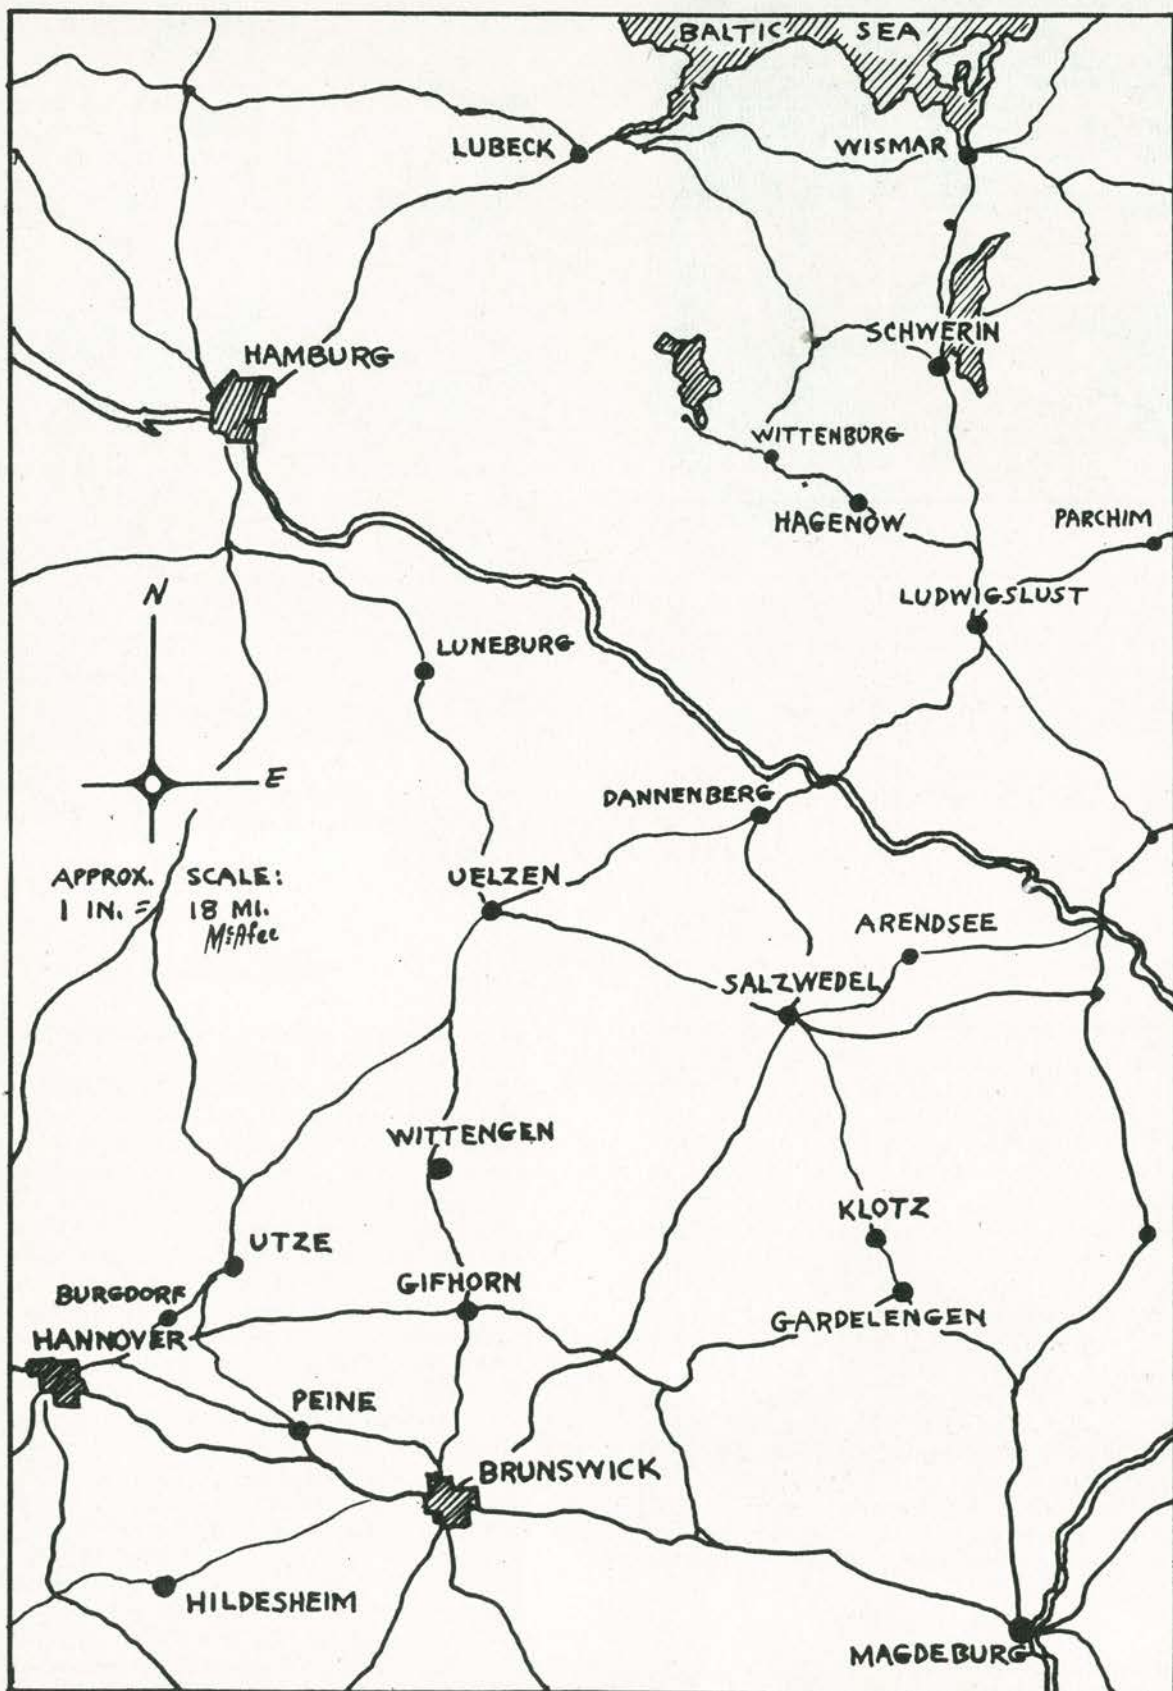 BALTIC SEA
LUBECK
WISMAR
SCHWERIN
HAMBURG
WITTENBURG
HAGENOW
PARCHIM
N
LUDWIGSLUST
LUNEBURG
E
DANNENBERG
APPROX. SCALE:
1 IN. = 18 MI.
McAfee
UELZEN
ARENDSEE
SALZWEDEL
WITTENGEN
KLOTZ
UTZE
GIFHORN
BURGDORF
GARDELENGEN
HANNOVER
PEINE
BRUNSWICK
HILDESHEIM
MAGDEBURG